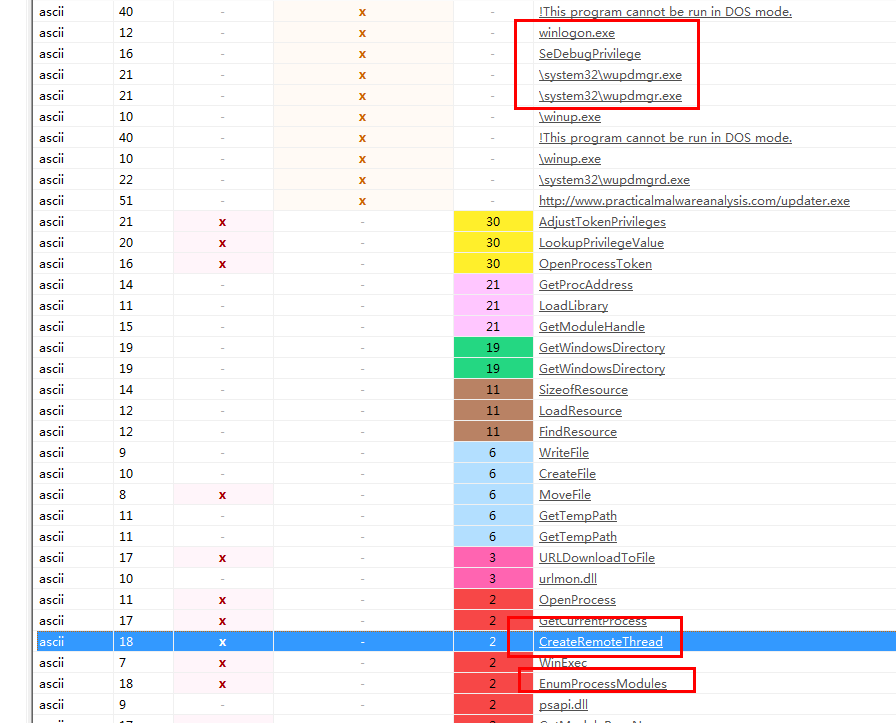 ascii 40 - x - !This program cannot be run in DOS mode.
ascii 12 - x - winlogon.exe
ascii 16 - x - SeDebugPrivilege
ascii 21 - x - \system32\wupdmgr.exe
ascii 21 - x - \system32\wupdmgr.exe
ascii 10 - x - \winup.exe
ascii 40 - x - !This program cannot be run in DOS mode.
ascii 10 - x - \winup.exe
ascii 22 - x - \system32\wupdmgrd.exe
ascii 51 - x - http://www.practicalmalwareanalysis.com/updater.exe
ascii 21 x - 30 AdjustTokenPrivileges
ascii 20 x - 30 LookupPrivilegeValue
ascii 16 x - 30 OpenProcessToken
ascii 14 - - 21 GetProcAddress
ascii 11 - - 21 LoadLibrary
ascii 15 - - 21 GetModuleHandle
ascii 19 - - 19 GetWindowsDirectory
ascii 19 - - 19 GetWindowsDirectory
ascii 14 - - 11 SizeofResource
ascii 12 - - 11 LoadResource
ascii 12 - - 11 FindResource
ascii 9 - - 6 WriteFile
ascii 10 - - 6 CreateFile
ascii 8 x - 6 MoveFile
ascii 11 - - 6 GetTempPath
ascii 11 - - 6 GetTempPath
ascii 17 x - 3 URLDownloadToFile
ascii 10 - - 3 urlmon.dll
ascii 11 x - 2 OpenProcess
ascii 17 x - 2 GetCurrentProcess
ascii 18 x - 2 CreateRemoteThread
ascii 7 x - 2 WinExec
ascii 18 x - 2 EnumProcessModules
ascii 9 - - 2 psapi.dll